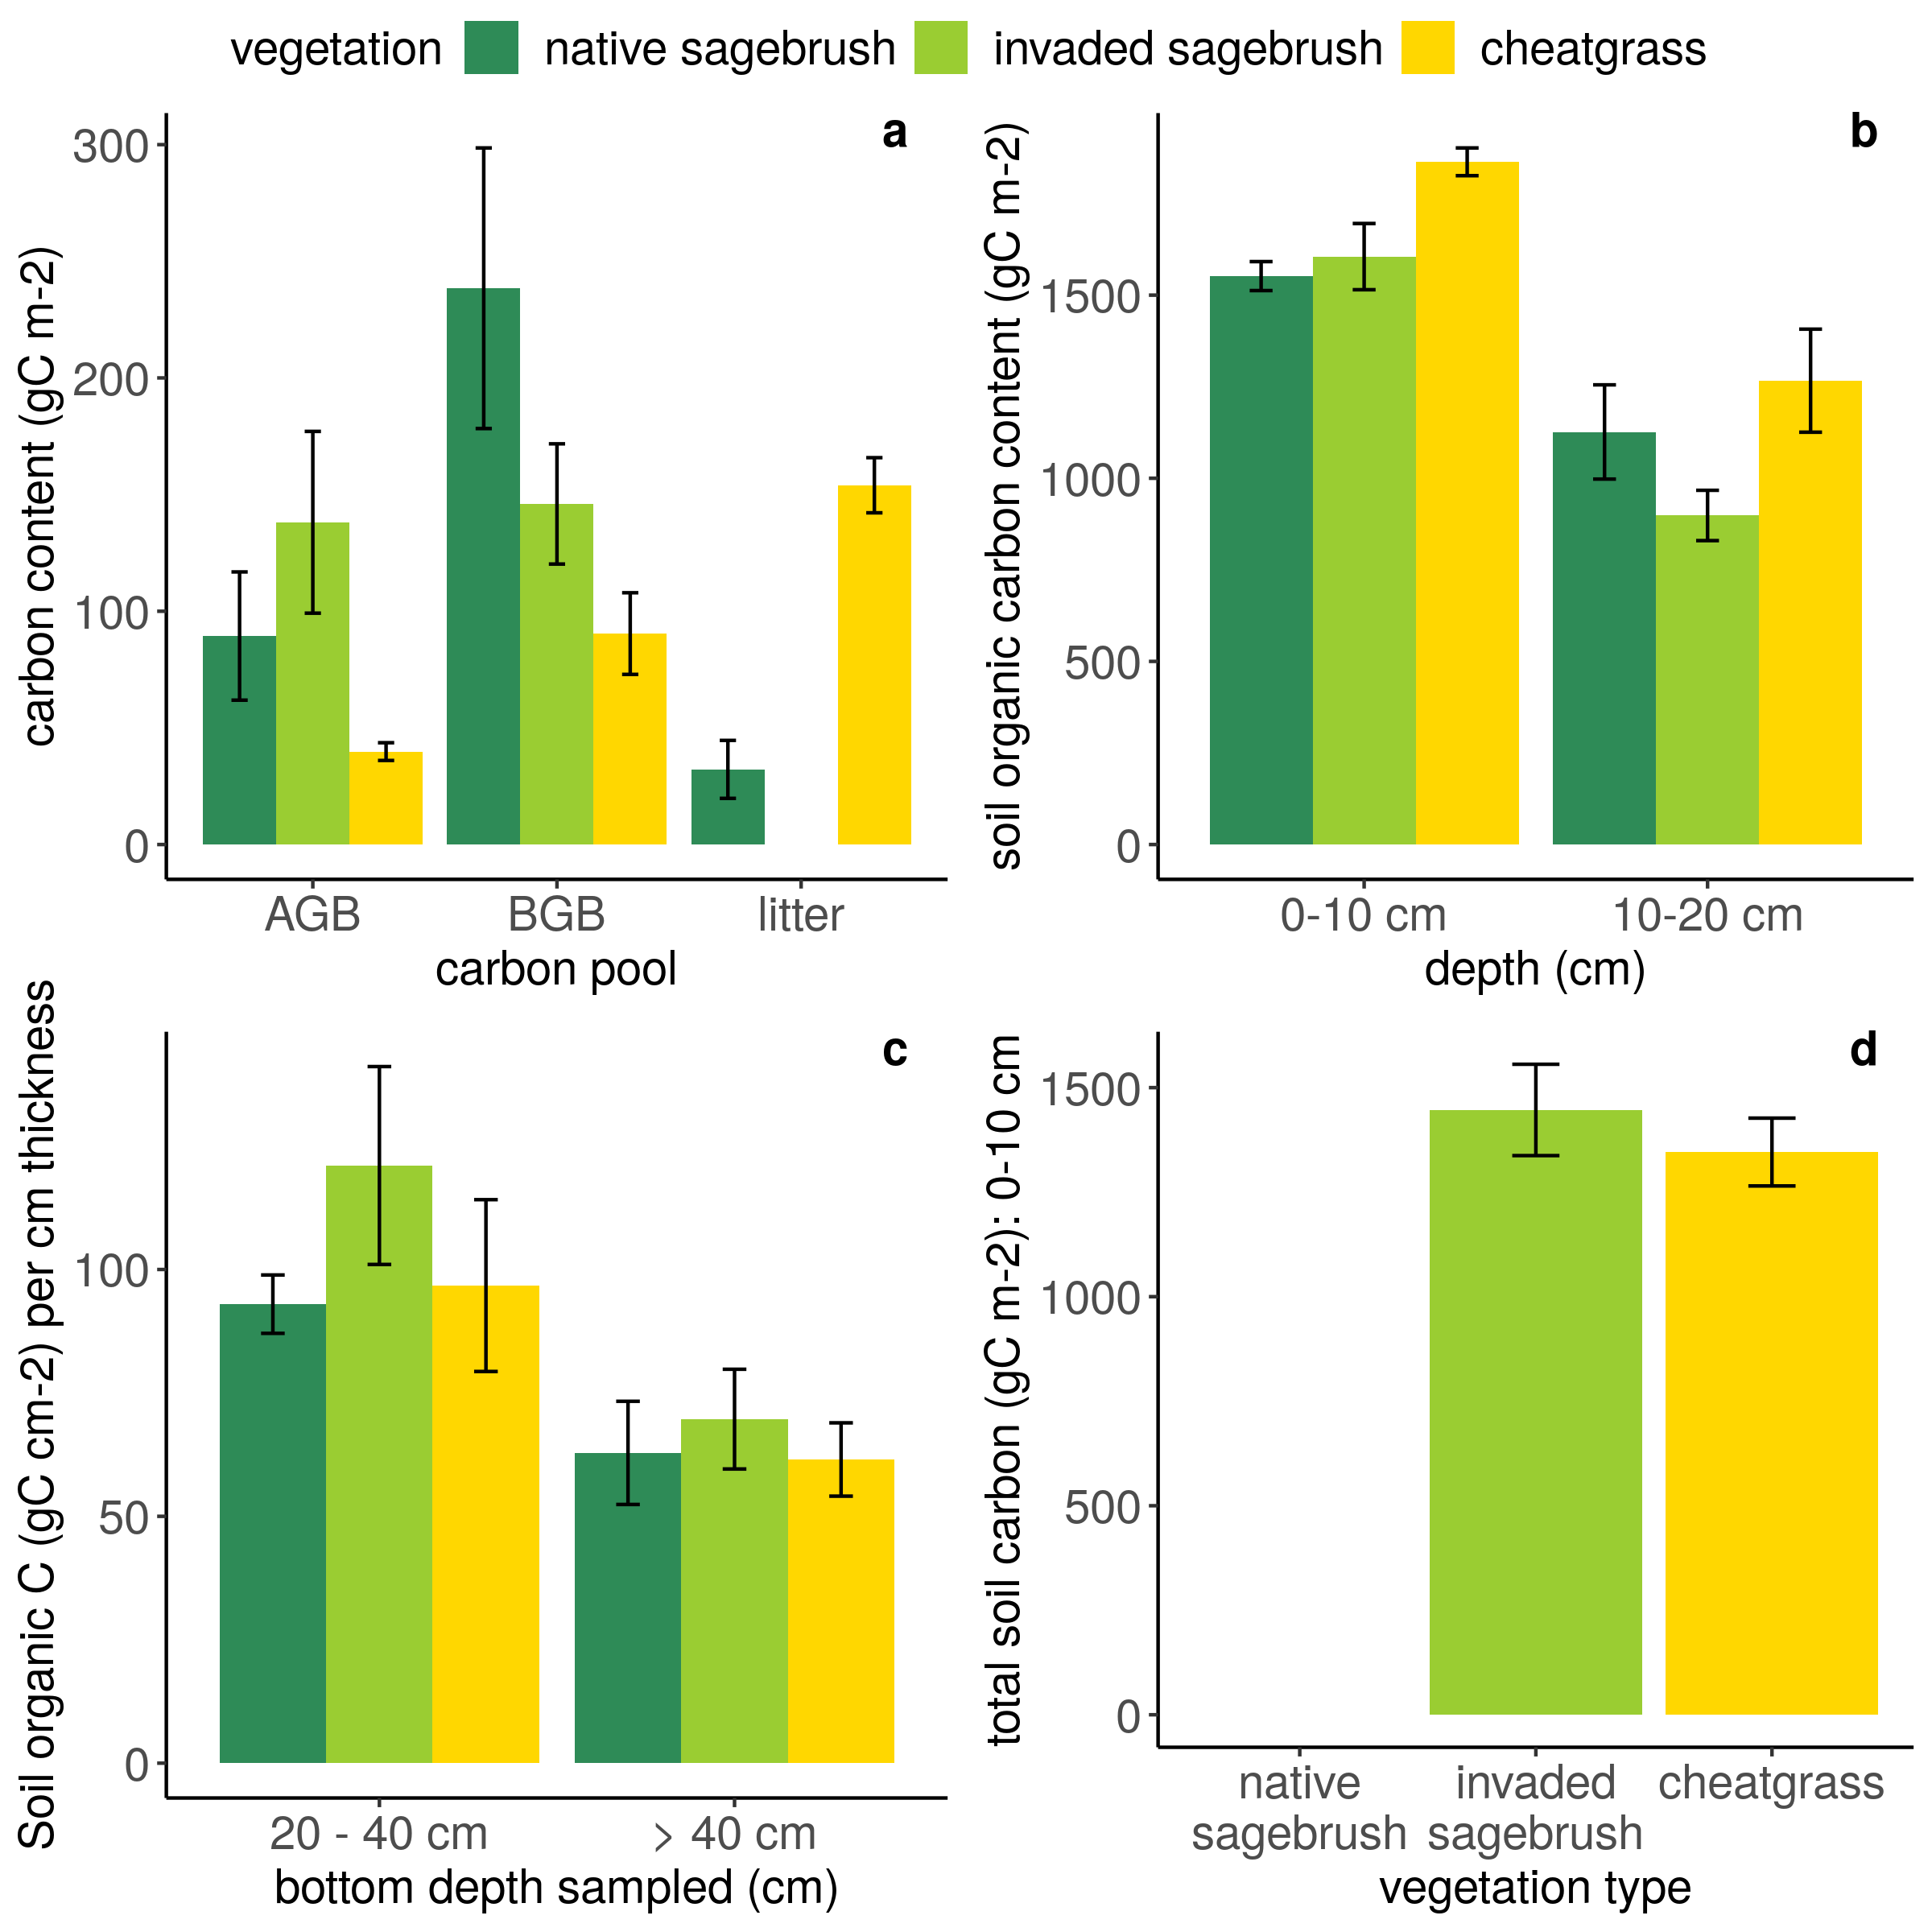 vegetation native sagebrush invaded sagebrush cheatgrass
a
carbon content (gC m-2)
300
200
100
0
AGB BGB litter
carbon pool
b
soil organic carbon content (gC m-2)
1500
1000
500
0
0-10 cm 10-20 cm
depth (cm)
c
Soil organic C (gC cm-2) per cm thickness
100
50
0
20 - 40 cm > 40 cm
bottom depth sampled (cm)
d
total soil carbon (gC m-2): 0-10 cm
1500
1000
500
0
native invaded cheatgrass
sagebrush sagebrush
vegetation type